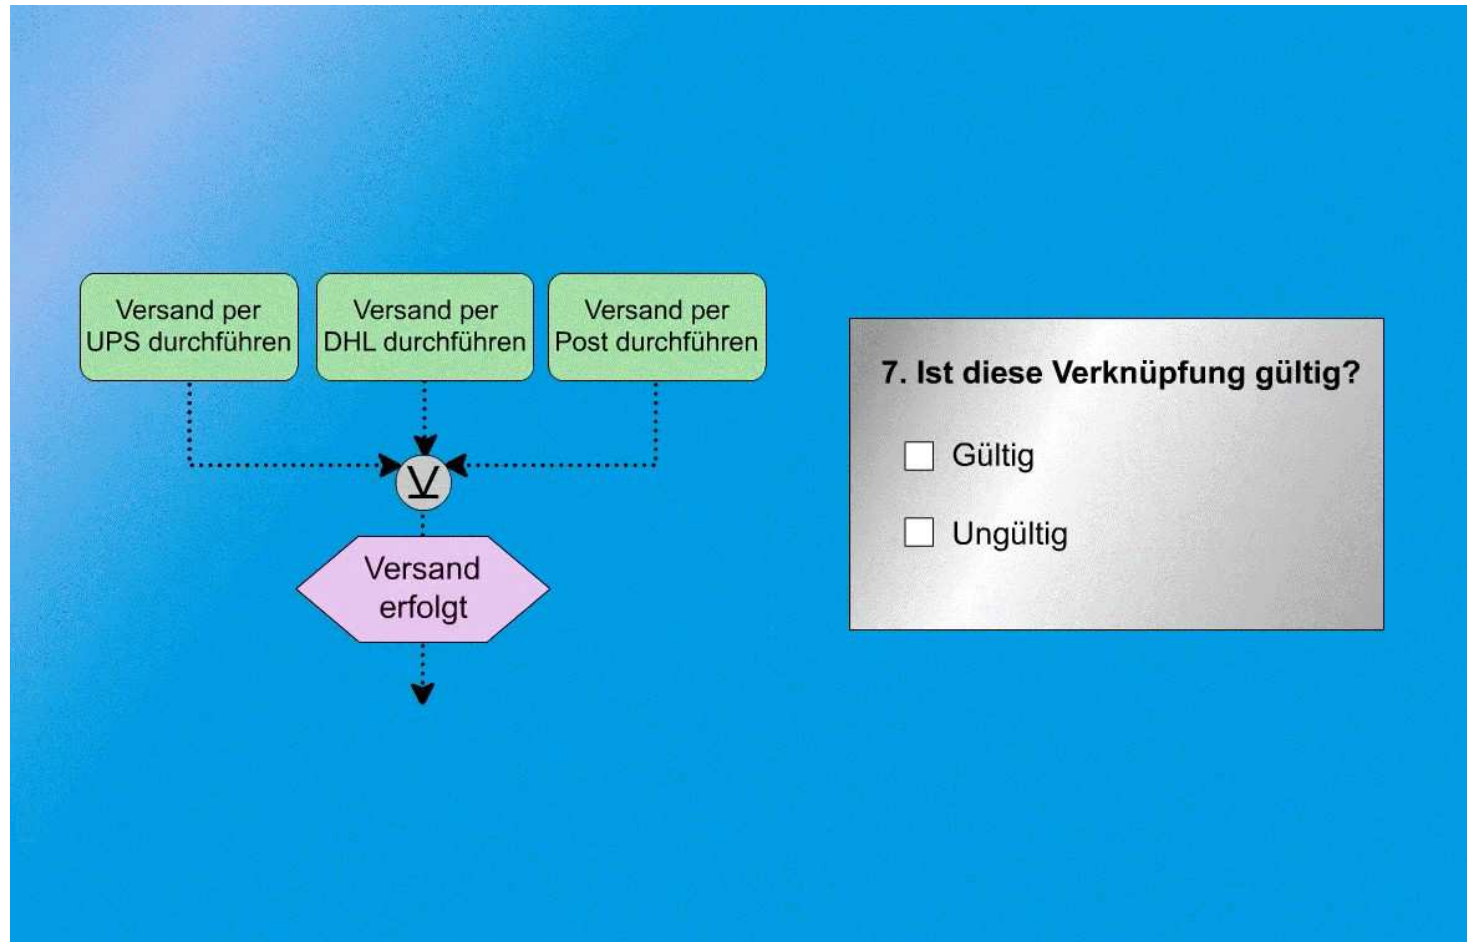 Versand per
UPS durchführen
Versand per
DHL durchführen
Versand per
Post durchführen
V
Versand
erfolgt
7. Ist diese Verknüpfung gültig?
Gültig
Ungültig